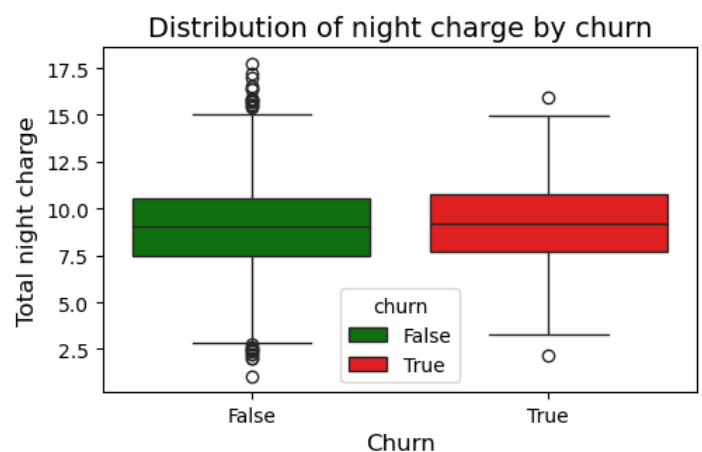 Distribution of night charge by churn
Total night charge
17.5
15.0
12.5
10.0
7.5
5.0
2.5
churn
False
True
False
True
Churn